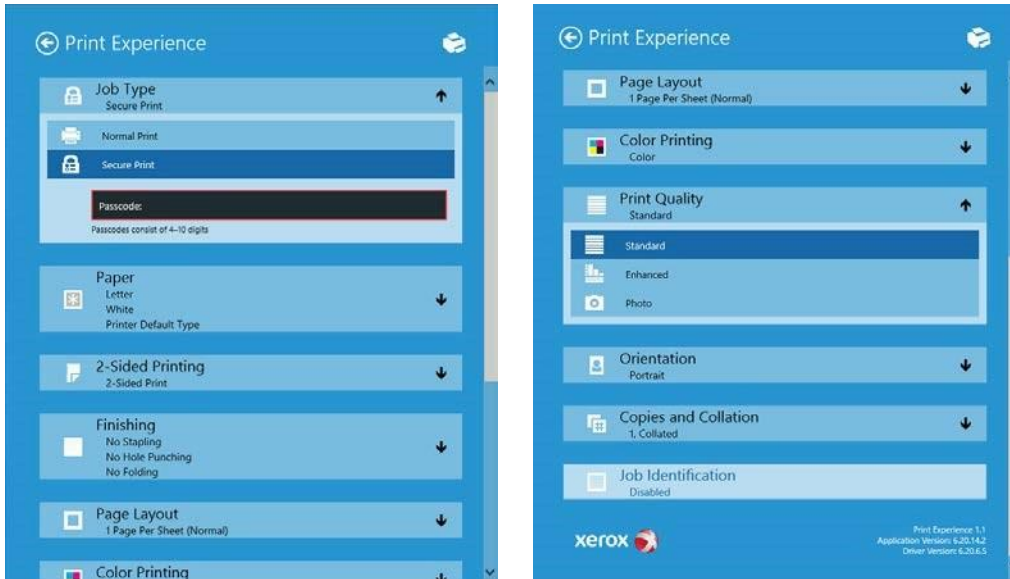 Print Experience
Job Type
Secure Print
Normal Print
Secure Print
Passcode:
Passcodes consist of 4–10 digits
Paper
Letter
White
Printer Default Type
2-Sided Printing
2-Sided Print
Finishing
No Stapling
No Hole Punching
No Folding
Page Layout
1 Page Per Sheet (Normal)
Color Printing
Print Experience
Page Layout
1 Page Per Sheet (Normal)
Color Printing
Color
Print Quality
Standard
Standard
Enhanced
Photo
Orientation
Portrait
Copies and Collation
1, Collated
Job Identification
Disabled
xerox
Print Experience 1.1
Application Version: 6.20.14.2
Driver Version: 6.20.6.5